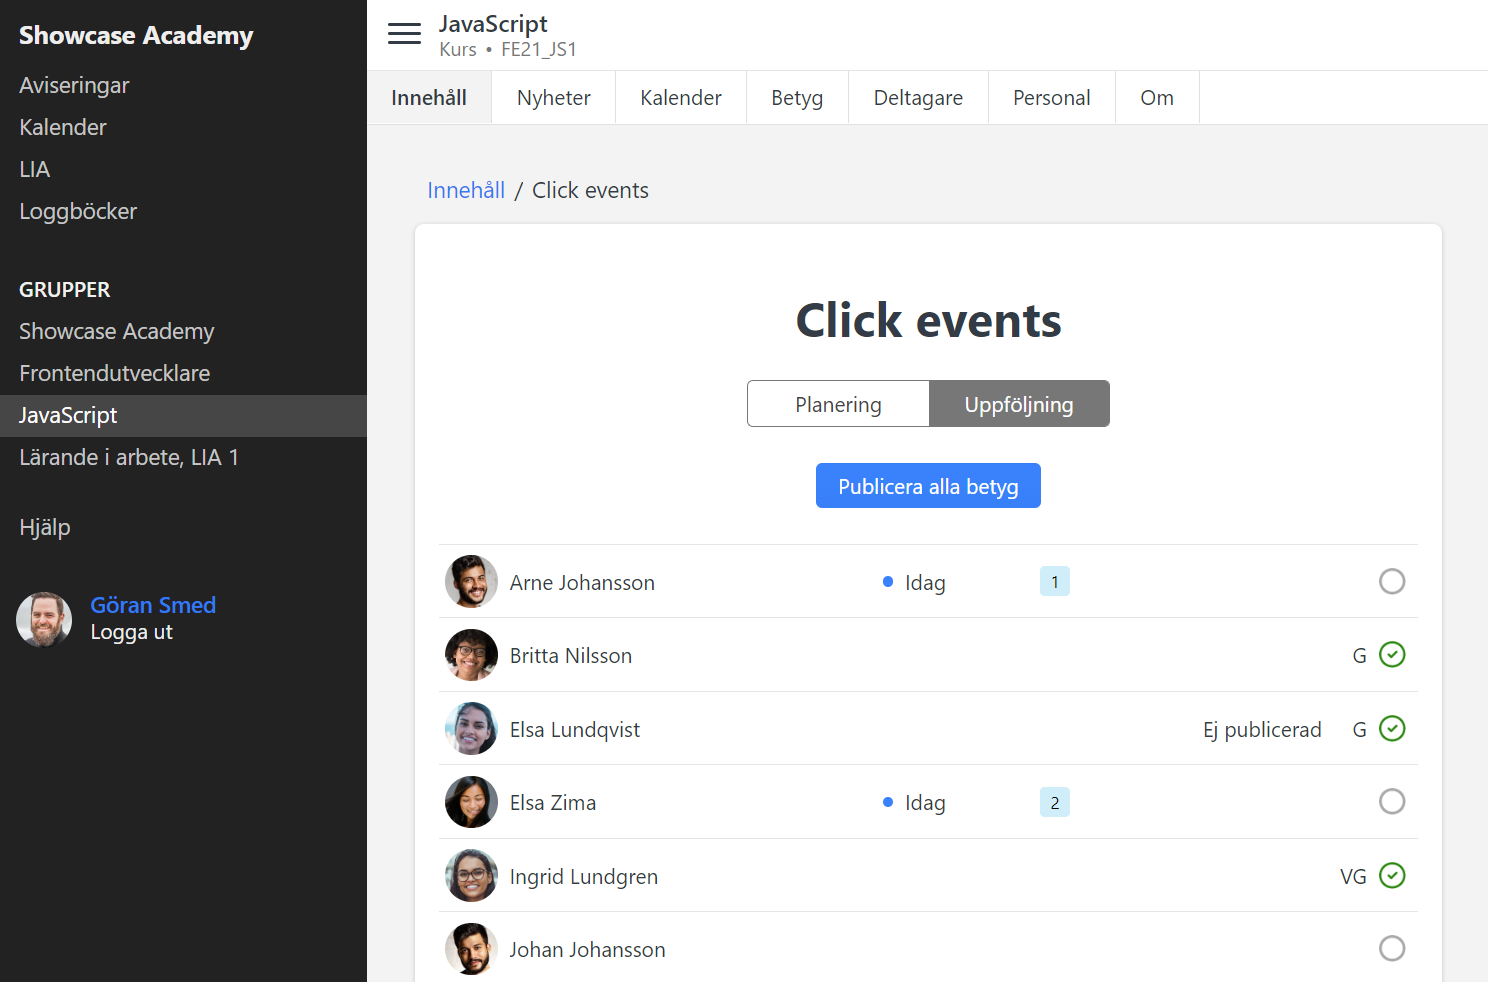 Showcase Academy
Aviseringar
Kalender
LIA
Loggböcker
GRUPPER
Showcase Academy
Frontendutvecklare
JavaScript
Lärande i arbete, LIA 1
Hjälp
Göran Smed
Logga ut
JavaScript
Kurs • FE21_JS1
Innehåll Nyheter Kalender Betyg Deltagare Personal Om
Innehåll / Click events
Click events
Planering Uppföljning
Publicera alla betyg
Arne Johansson Idag 1
Britta Nilsson G
Elsa Lundqvist Ej publicerad G
Elsa Zima Idag 2
Ingrid Lundgren VG
Johan Johansson